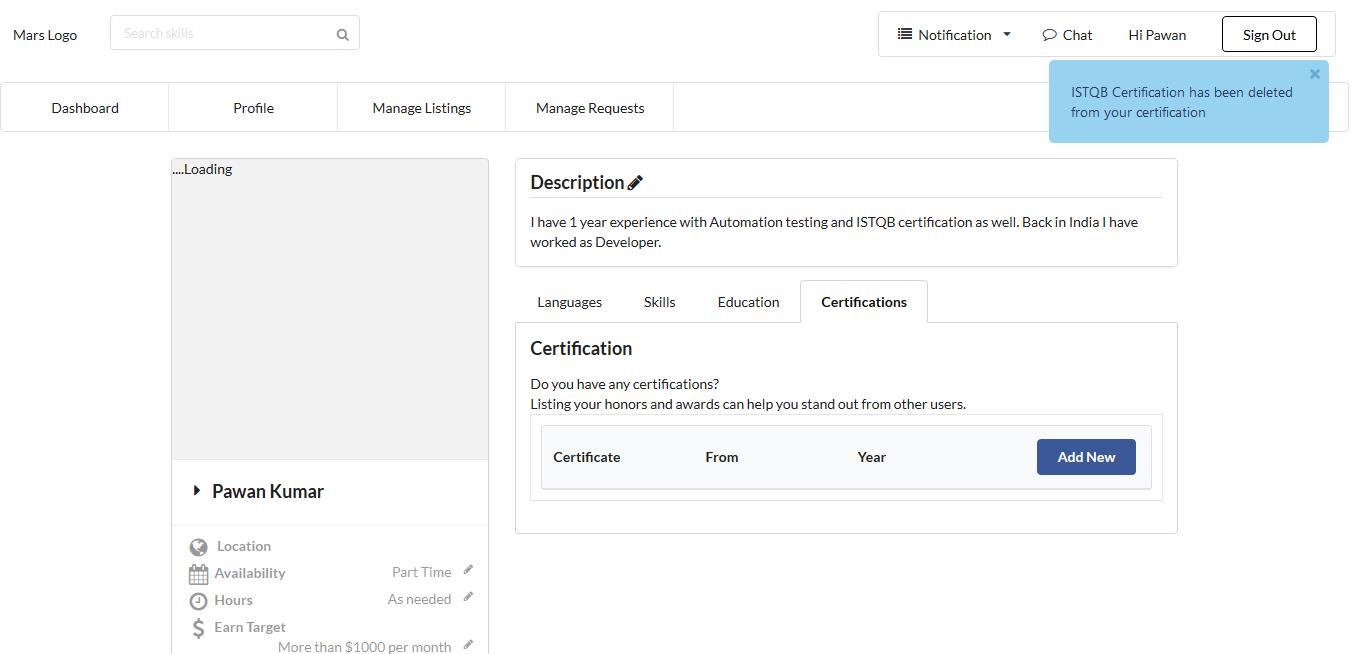 Mars Logo
Search skills
Notification
Chat
Hi Pawan
Sign Out
Dashboard
Profile
Manage Listings
Manage Requests
ISTQB Certification has been deleted
from your certification
....Loading
Pawan Kumar
Location
Availability
Part Time
Hours
As needed
Earn Target
More than $1000 per month
Description
I have 1 year experience with Automation testing and ISTQB certification as well. Back in India I have
worked as Developer.
Languages
Skills
Education
Certifications
Certification
Do you have any certifications?
Listing your honors and awards can help you stand out from other users.
Certificate
From
Year
Add New